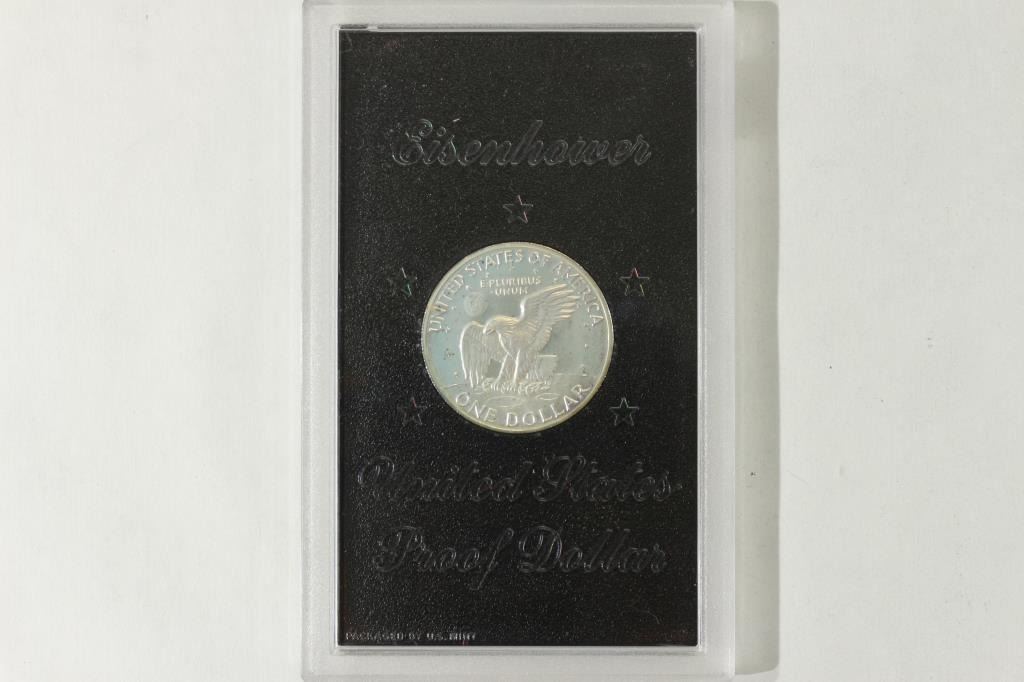 Eisenhower
UNITED STATES OF AMERICA
E PLURIBUS
UNUM
ONE DOLLAR
United States
Proof Dollar
PACKAGED BY U.S. MINT